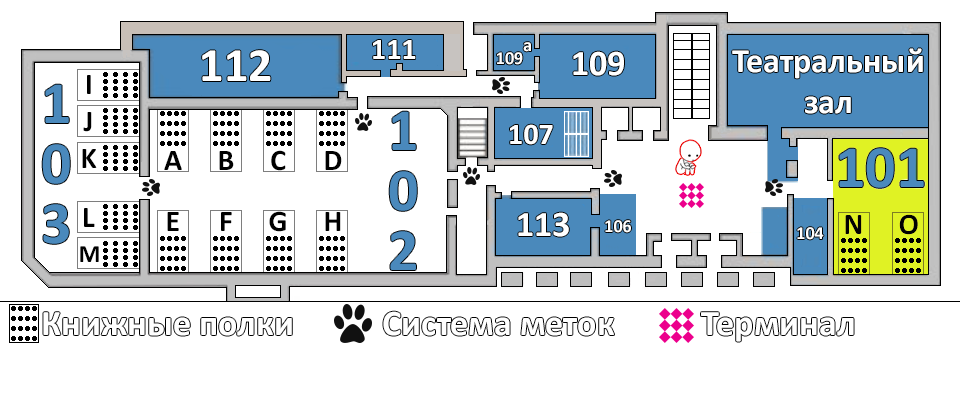 112
111
109а
109
Театральный
зал
103
I
J
K
L
M
A
B
C
D
E
F
G
H
102
107
113
106
104
101
N
O
Книжные полки
Система меток
Терминал